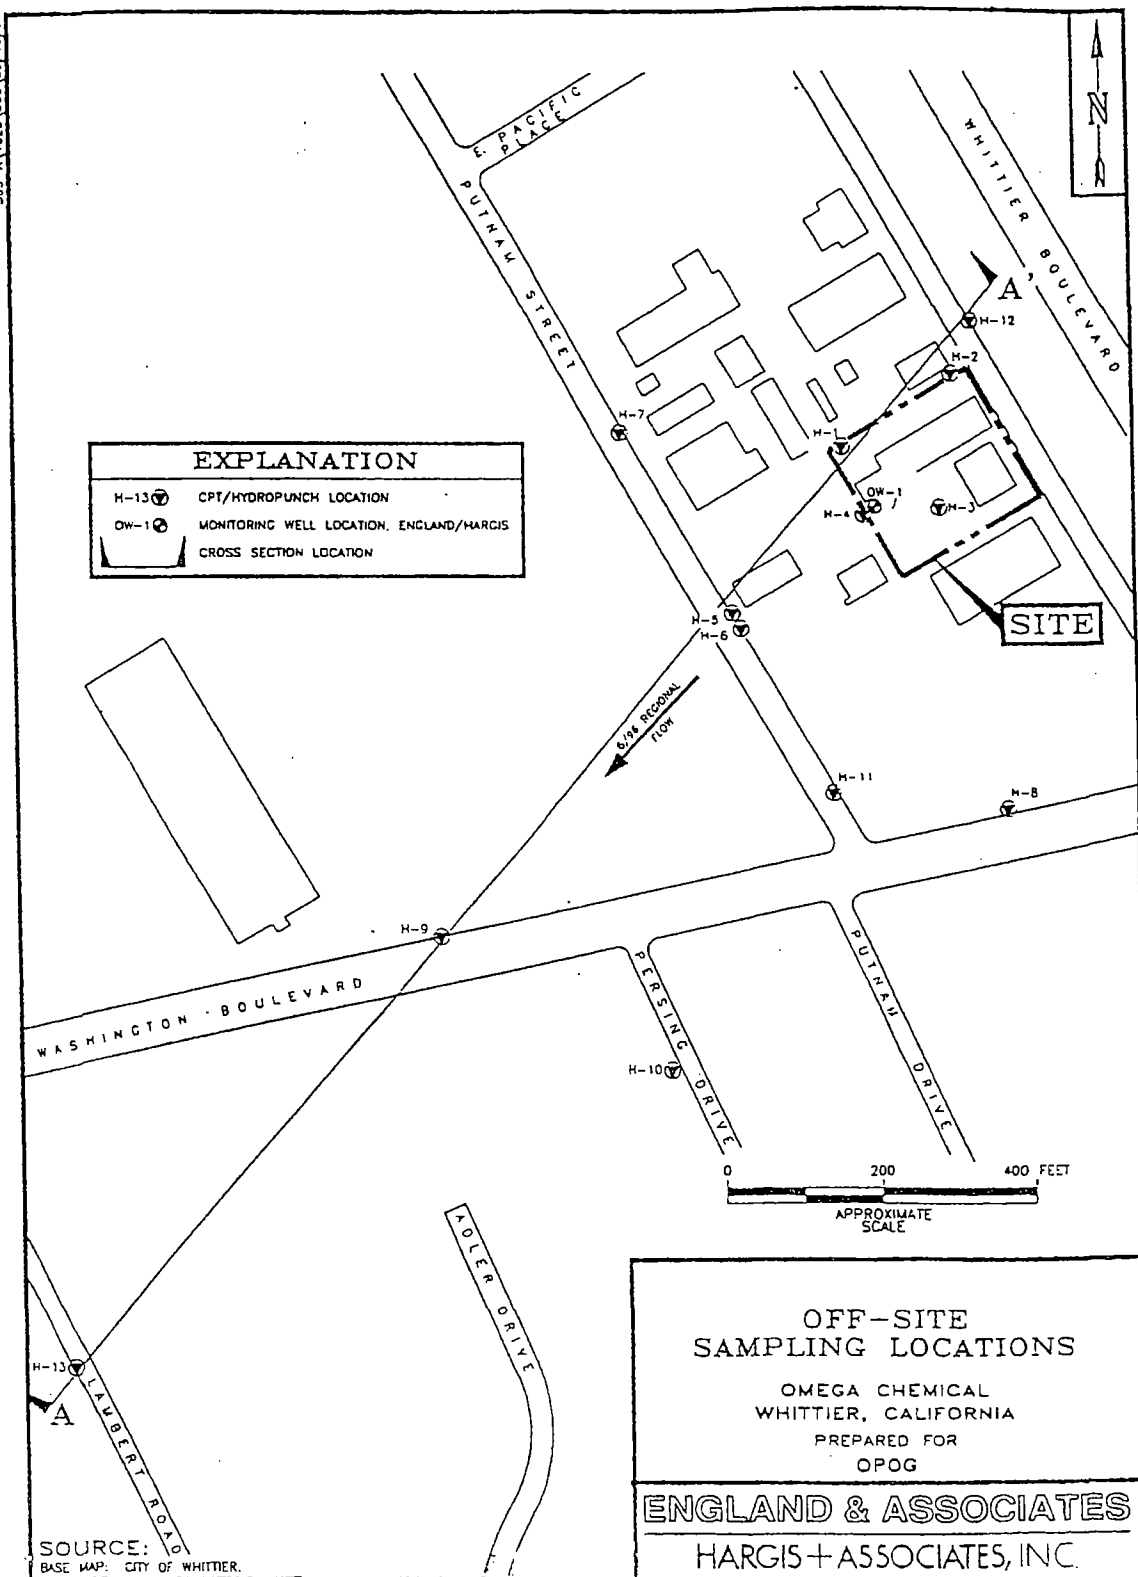 N
E. PACIFIC
PLACE
WHITTIER BOULEVARD
PUTNAM STREET
A'
H-12
H-2
H-7
H-1
EXPLANATION
H-13 CPT/HYDROPUNCH LOCATION
OW-1 MONITORING WELL LOCATION, ENGLAND/HARGIS
CROSS SECTION LOCATION
OW-1
H-4
H-3
H-5
H-6
SITE
6/96 REGIONAL
FLOW
H-11
H-8
H-9
WASHINGTON BOULEVARD
PERSING DRIVE
PUTNAM DRIVE
H-10
0 200 400 FEET
APPROXIMATE
SCALE
ADLER DRIVE
H-13
A
LAMBERT ROAD
OFF-SITE
SAMPLING LOCATIONS
OMEGA CHEMICAL
WHITTIER, CALIFORNIA
PREPARED FOR
OPOG
ENGLAND & ASSOCIATES
HARGIS+ASSOCIATES, INC.
SOURCE:
BASE MAP: CITY OF WHITTIER.